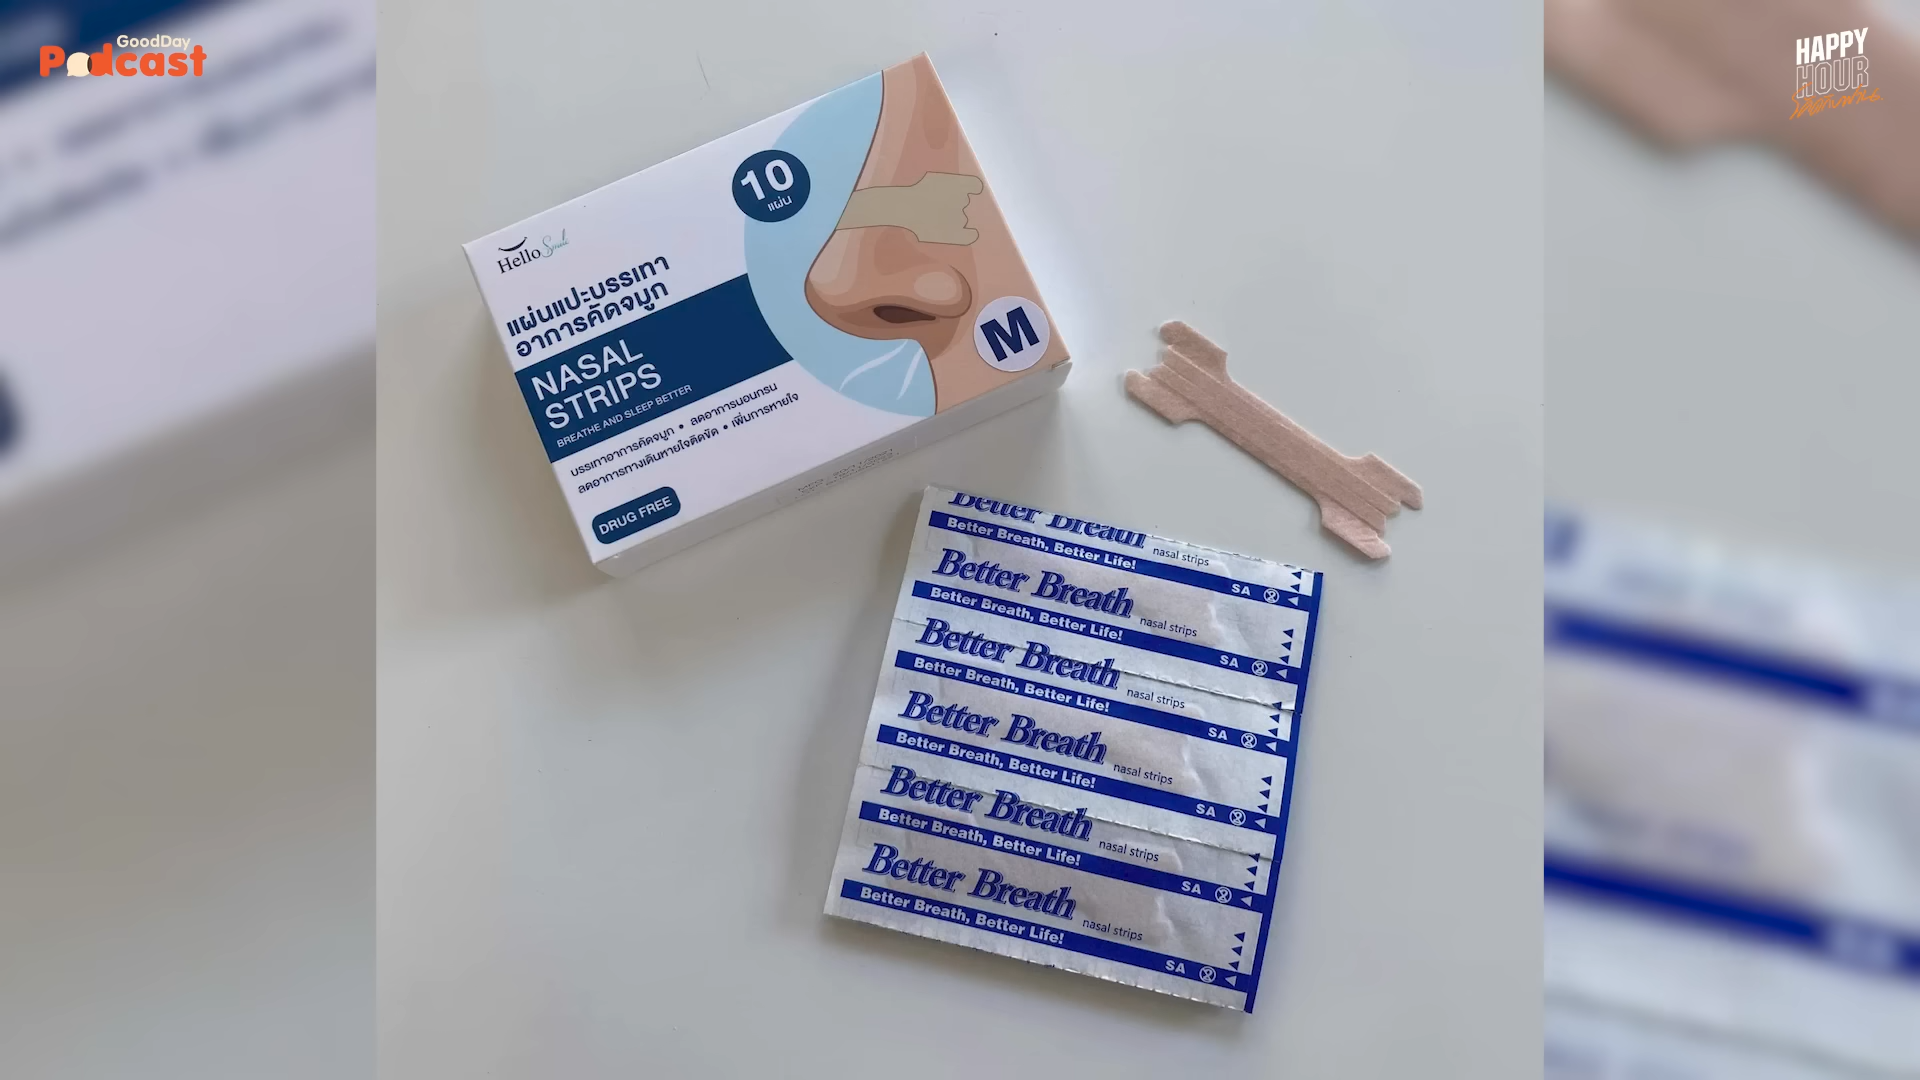 GoodDay
Podcast
HAPPY
HOUR
10
แผ่น
Hello Smile
แผ่นแปะบรรเทา
อาการคัดจมูก
NASAL
STRIPS
BREATHE AND SLEEP BETTER
บรรเทาอาการคัดจมูก • ลดอาการนอนกรน
ลดอาการทางเดินหายใจติดขัด • เพิ่มการหายใจ
DRUG FREE
M
Better Breath nasal strips
Better Breath, Better Life! SA
Better Breath nasal strips
Better Breath, Better Life! SA
Better Breath nasal strips
Better Breath, Better Life! SA
Better Breath nasal strips
Better Breath, Better Life! SA
Better Breath nasal strips
Better Breath, Better Life! SA
Better Breath nasal strips
Better Breath, Better Life! SA